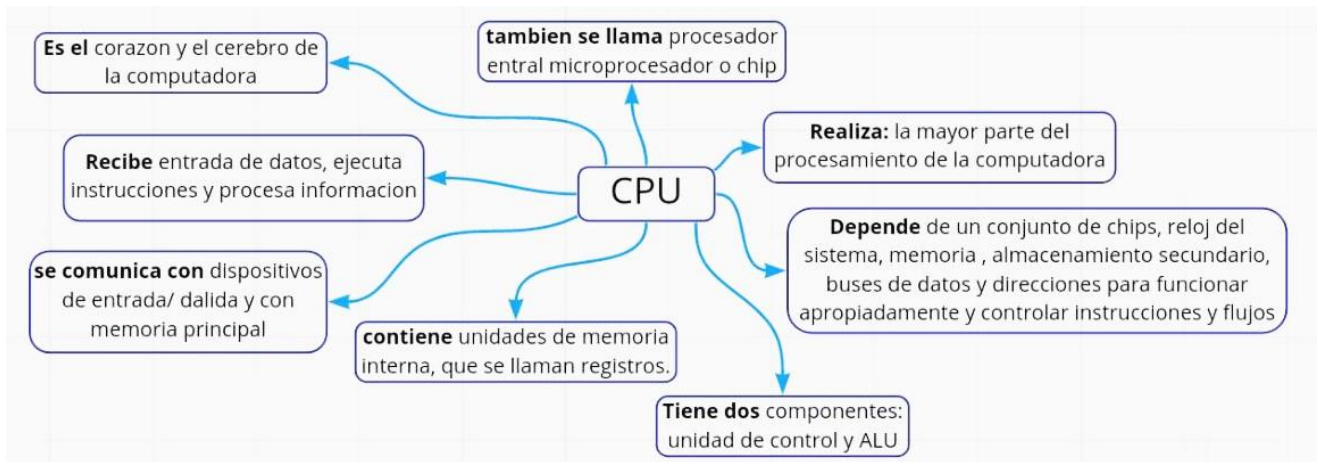 Es el corazon y el cerebro de
la computadora
tambien se llama procesador
entral microprocesador o chip
Realiza: la mayor parte del
procesamiento de la computadora
Recibe entrada de datos, ejecuta
instrucciones y procesa informacion
CPU
Depende de un conjunto de chips, reloj del
sistema, memoria , almacenamiento secundario,
buses de datos y direcciones para funcionar
apropiadamente y controlar instrucciones y flujos
se comunica con dispositivos
de entrada/ dalida y con
memoria principal
contiene unidades de memoria
interna, que se llaman registros.
Tiene dos componentes:
unidad de control y ALU